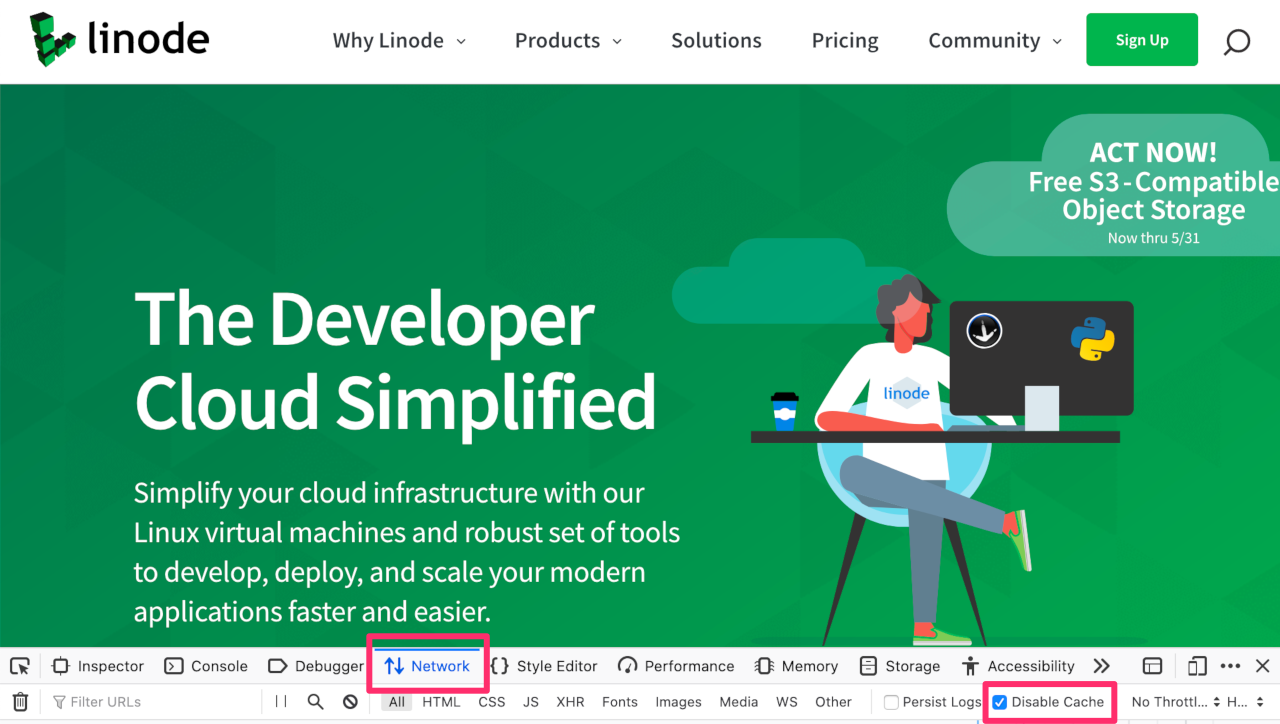 linode
Why Linode
Products
Solutions
Pricing
Community
Sign Up
ACT NOW!
Free S3-Compatible
Object Storage
Now thru 5/31
The Developer
Cloud Simplified
linode
Simplify your cloud infrastructure with our
Linux virtual machines and robust set of tools
to develop, deploy, and scale your modern
applications faster and easier.
Inspector
Console
Debugger
Network
{} Style Editor
Performance
Memory
Storage
Accessibility
Filter URLs
All
HTML
CSS
JS
XHR
Fonts
Images
Media
WS
Other
Persist Logs
Disable Cache
No Throttl...
H...